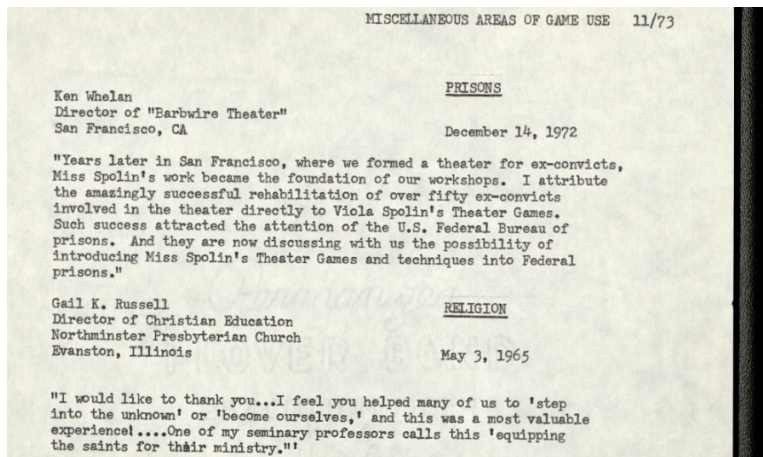 MISCELLANEOUS AREAS OF GAME USE 11/73
PRISONS
Ken Whelan
Director of "Barbwire Theater"
San Francisco, CA
December 14, 1972
"Years later in San Francisco, where we formed a theater for ex-convicts,
Miss Spolin's work became the foundation of our workshops. I attribute
the amazingly successful rehabilitation of over fifty ex-convicts
involved in the theater directly to Viola Spolin's Theater Games.
Such success attracted the attention of the U.S. Federal Bureau of
prisons. And they are now discussing with us the possibility of
introducing Miss Spolin's Theater Games and techniques into Federal
prisons."
Gail K. Russell
RELIGION
Director of Christian Education
Northminster Presbyterian Church
Evanston, Illinois
May 3, 1965
"I would like to thank you...I feel you helped many of us to 'step
into the unknown' or 'become ourselves,' and this was a most valuable
experience!....One of my seminary professors calls this 'equipping
the saints for their ministry."'